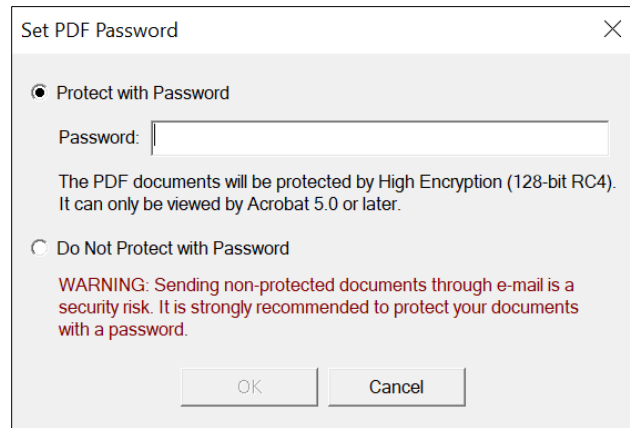 Set PDF Password
Protect with Password
Password:
The PDF documents will be protected by High Encryption (128-bit RC4).
It can only be viewed by Acrobat 5.0 or later.
Do Not Protect with Password
WARNING: Sending non-protected documents through e-mail is a
security risk. It is strongly recommended to protect your documents
with a password.
OK
Cancel